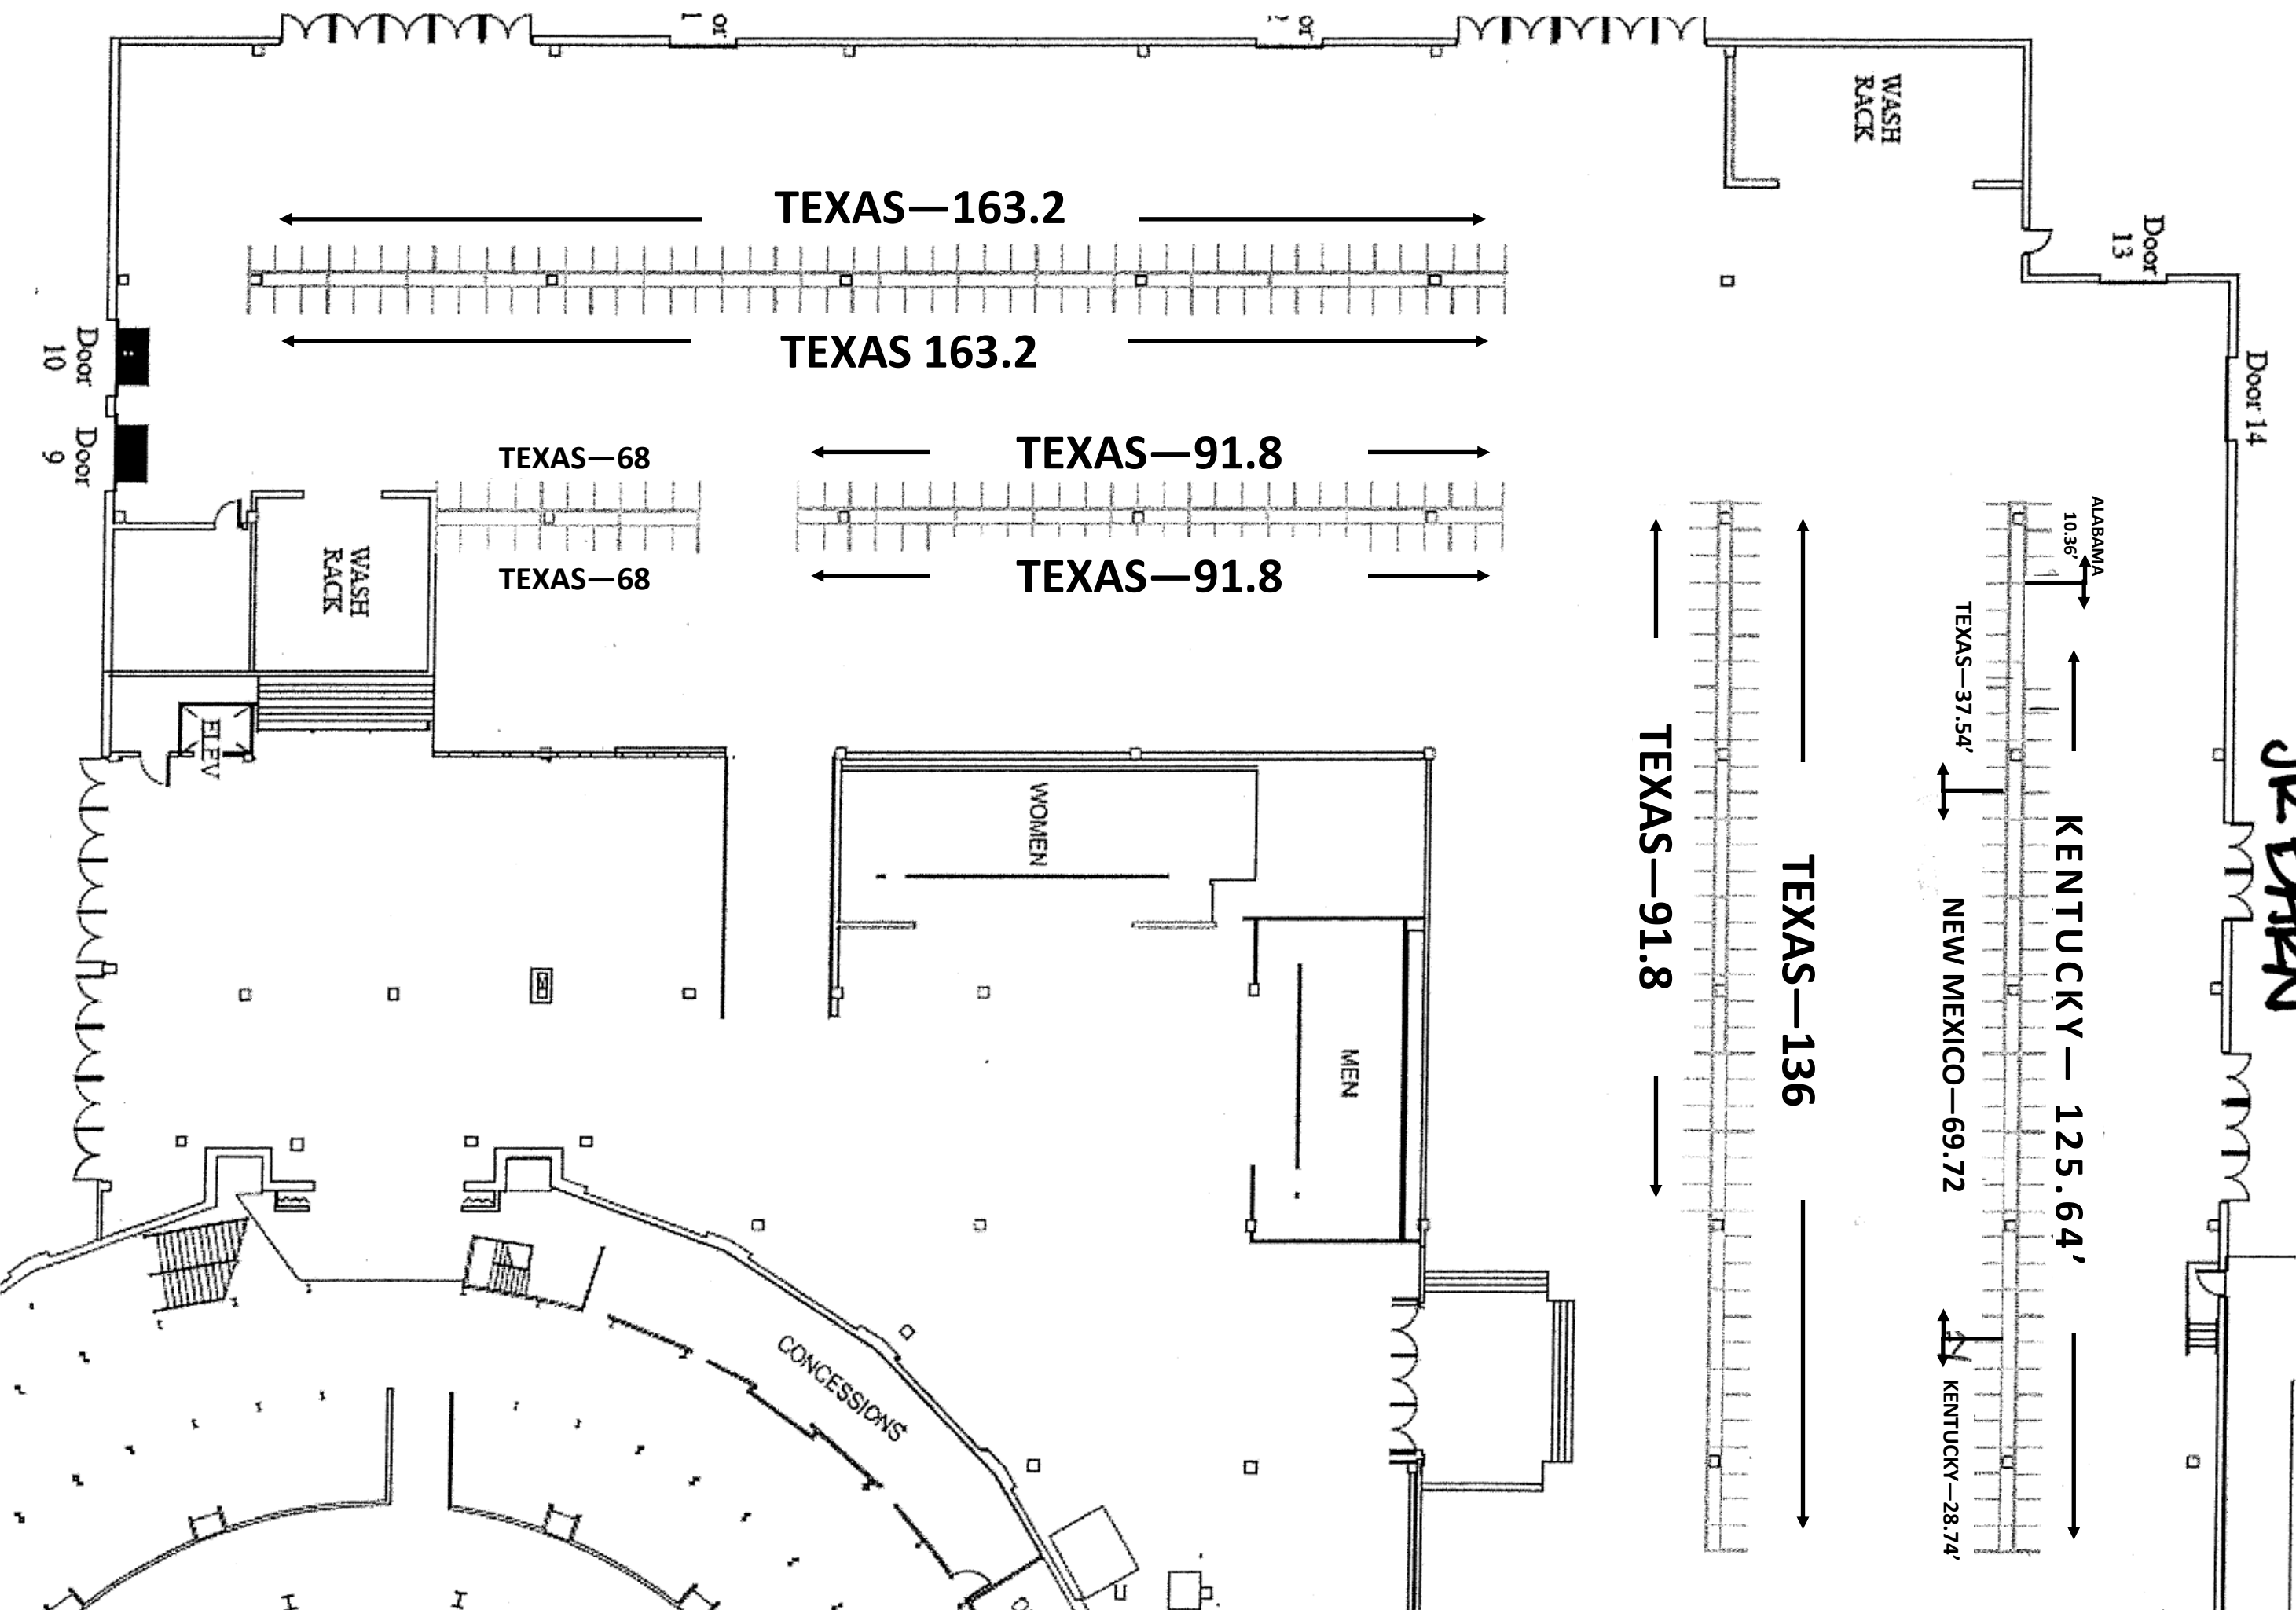 WASH
RACK
TEXAS—163.2
Door
13
TEXAS 163.2
Door
10
Door 14
Door
9
TEXAS—68
TEXAS—91.8
ALABAMA
10.36'
WASH
RACK
TEXAS—68
TEXAS—91.8
TEXAS—37.54'
ELEV
TEXAS—91.8
TEXAS—136
KENTUCKY— 125.64'
NEW MEXICO—69.72
JR BARN
WOMEN
MEN
CONCESSIONS
KENTUCKY—28.74'